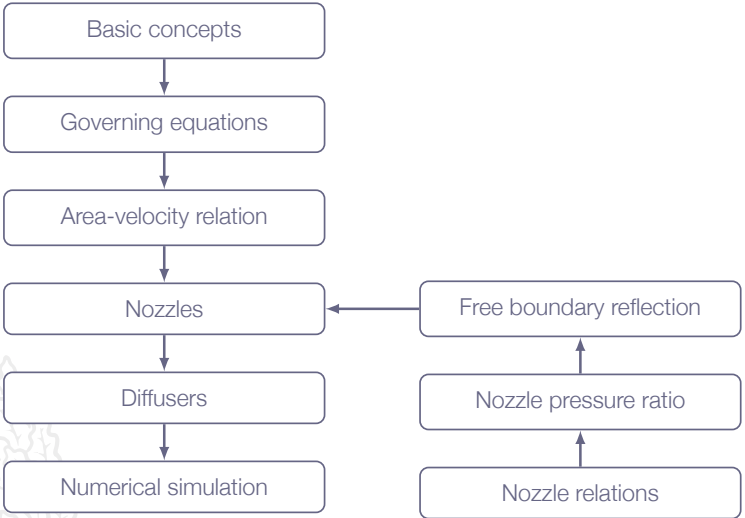 Basic concepts
Governing equations
Area-velocity relation
Nozzles
Diffusers
Numerical simulation
Free boundary reflection
Nozzle pressure ratio
Nozzle relations